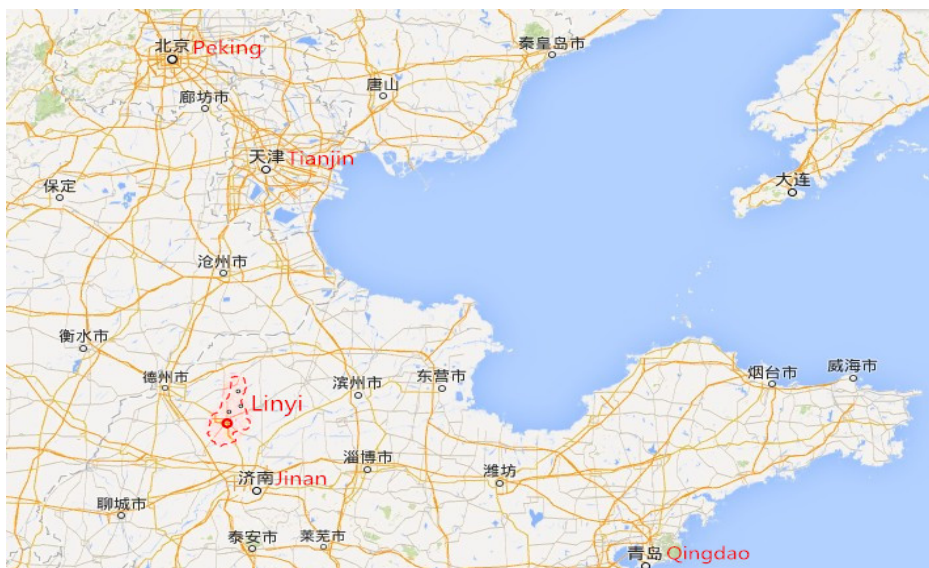 北京 Peking
秦皇岛市
唐山
廊坊市
天津 Tianjin
保定
大连
沧州市
衡水市
德州市
滨州市
东营市
烟台市
威海市
Linyi
淄博市
济南 Jinan
潍坊
聊城市
泰安市
莱芜市
青岛 Qingdao